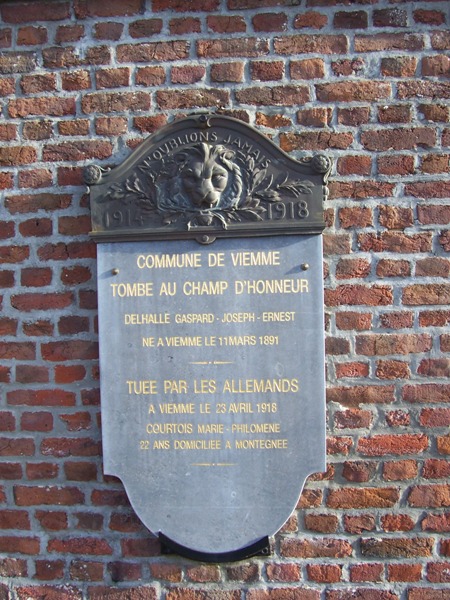 N'OUBLIONS JAMAIS
1914 1918
COMMUNE DE VIEMME
TOMBE AU CHAMP D'HONNEUR
DELHALLE GASPARD - JOSEPH - ERNEST
NE A VIEMME LE 11 MARS 1891
TUEE PAR LES ALLEMANDS
A VIEMME LE 23 AVRIL 1918
COURTOIS MARIE - PHILOMENE
22 ANS DOMICILIEE A MONTEGNEE